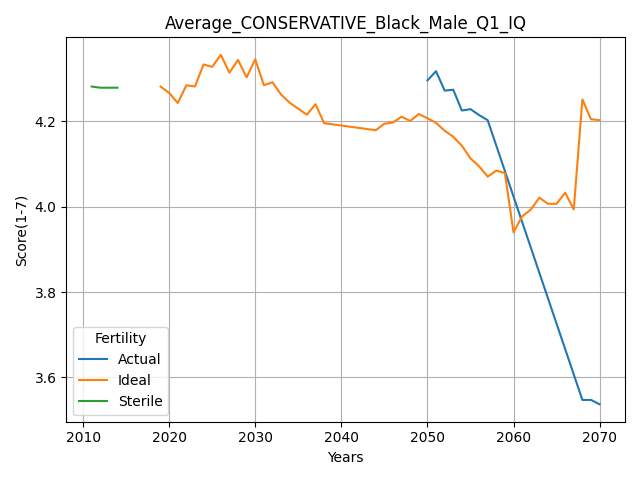 Average_CONSERVATIVE_Black_Male_Q1_IQ
Score(1-7)
4.2
4.0
3.8
3.6
Fertility
Actual
Ideal
Sterile
2010 2020 2030 2040 2050 2060 2070
Years